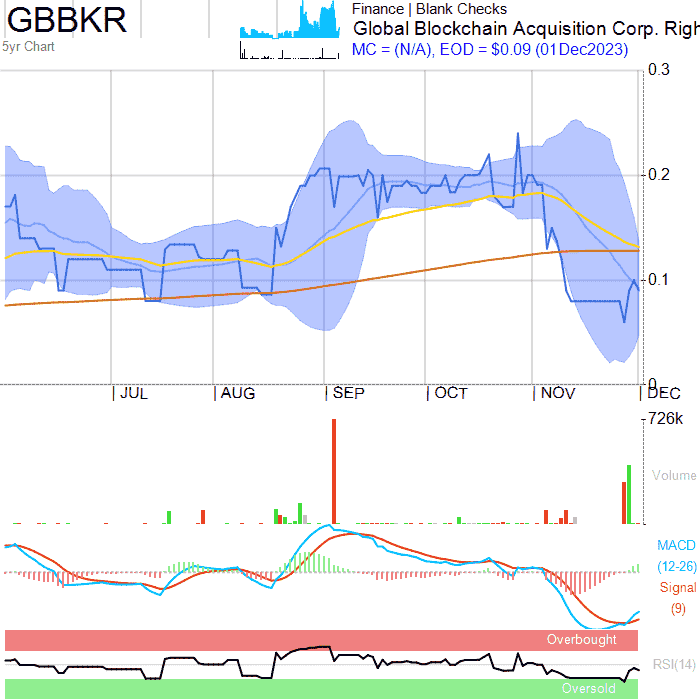 GBBKR
5yr Chart
Finance | Blank Checks
Global Blockchain Acquisition Corp. Righ
MC = (N/A), EOD = $0.09 (01Dec2023)
0.3
0.2
0.1
0
JUL
AUG
SEP
OCT
NOV
DEC
726k
Volume
MACD
(12-26)
Signal
(9)
Overbought
RSI(14)
Oversold